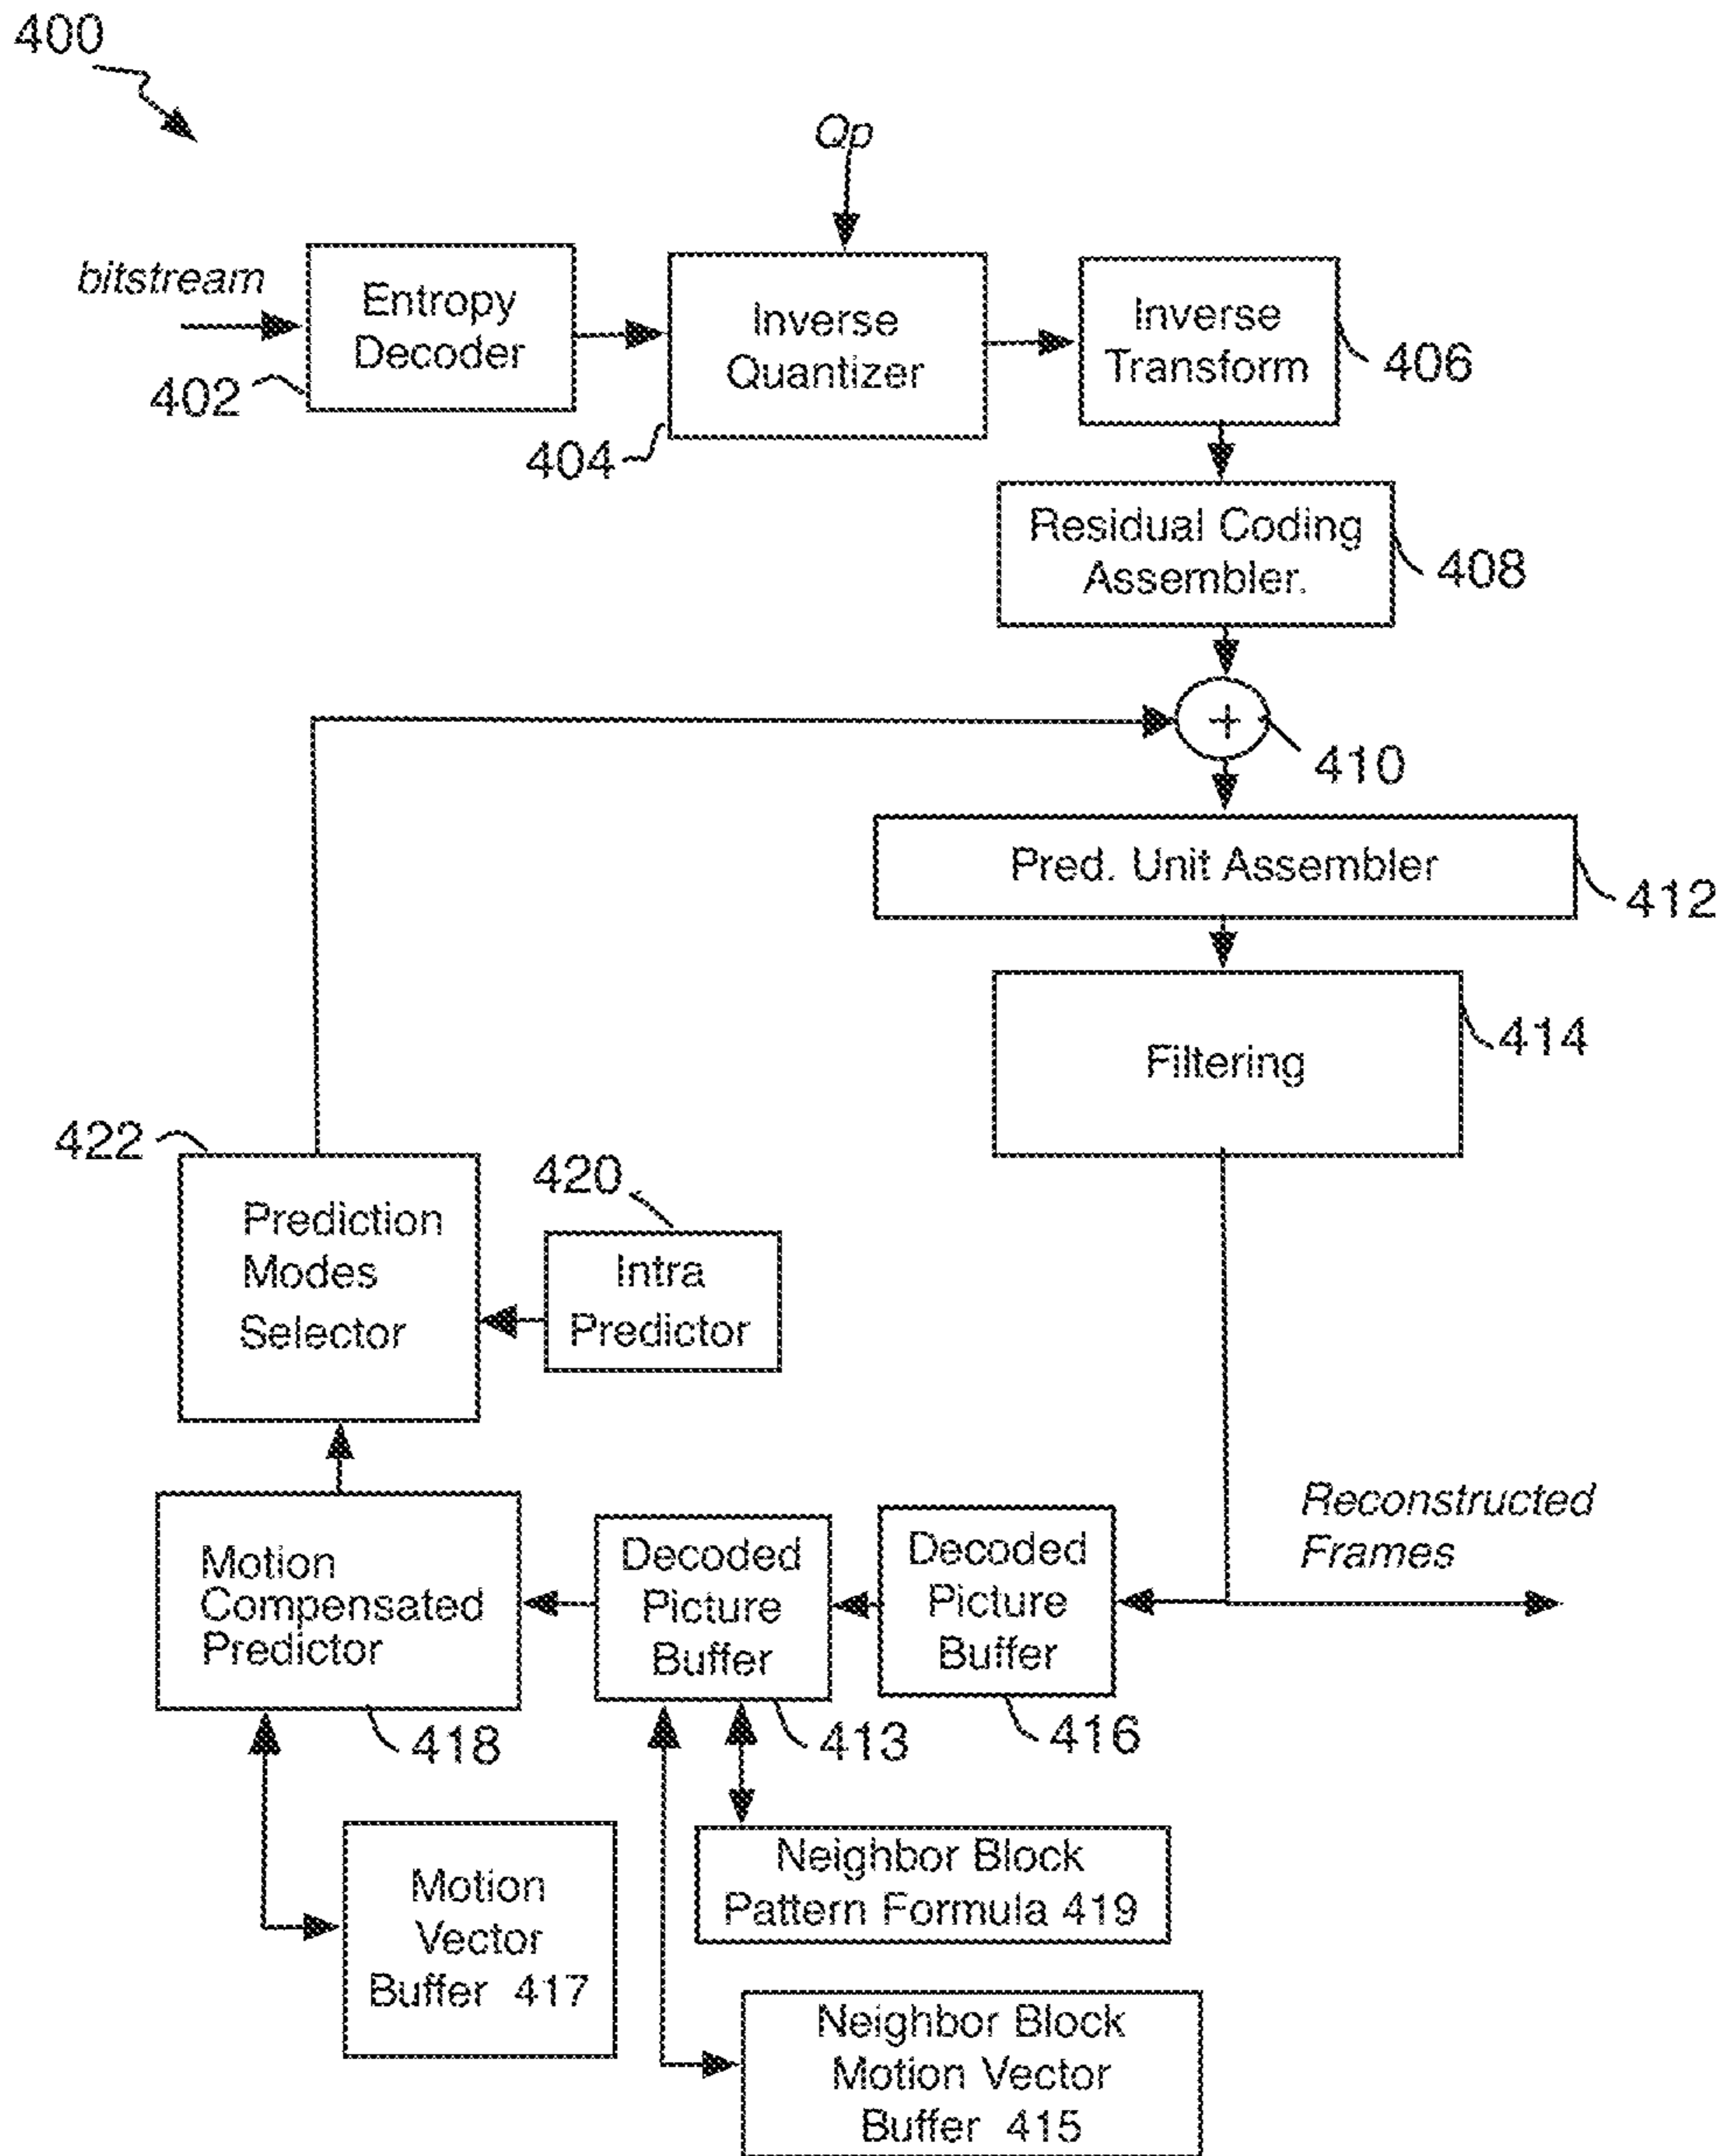 400
Qp
bitstream
Entropy
Decoder
402
Inverse
Quantizer
404
Inverse
Transform
406
Residual Coding
Assembler.
408
+
410
Pred. Unit Assembler
412
Filtering
414
422
Prediction
Modes
Selector
420
Intra
Predictor
Reconstructed
Frames
Motion
Compensated
Predictor
418
Decoded
Picture
Buffer
413
Decoded
Picture
Buffer
416
Motion
Vector
Buffer 417
Neighbor Block
Pattern Formula 419
Neighbor Block
Motion Vector
Buffer 415